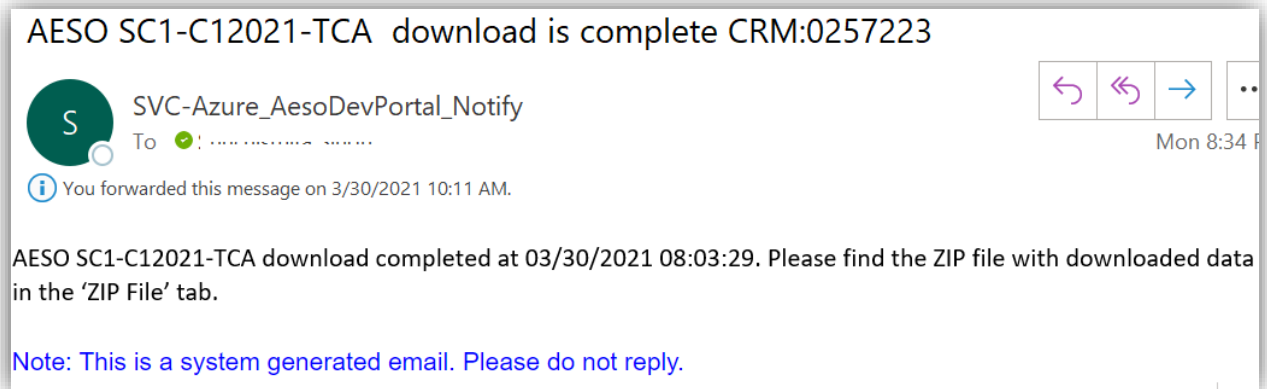 AESO SC1-C12021-TCA download is complete CRM:0257223
S
SVC-Azure_AesoDevPortal_Notify
To
Mon 8:34
You forwarded this message on 3/30/2021 10:11 AM.
AESO SC1-C12021-TCA download completed at 03/30/2021 08:03:29. Please find the ZIP file with downloaded data
in the ‘ZIP File’ tab.
Note: This is a system generated email. Please do not reply.